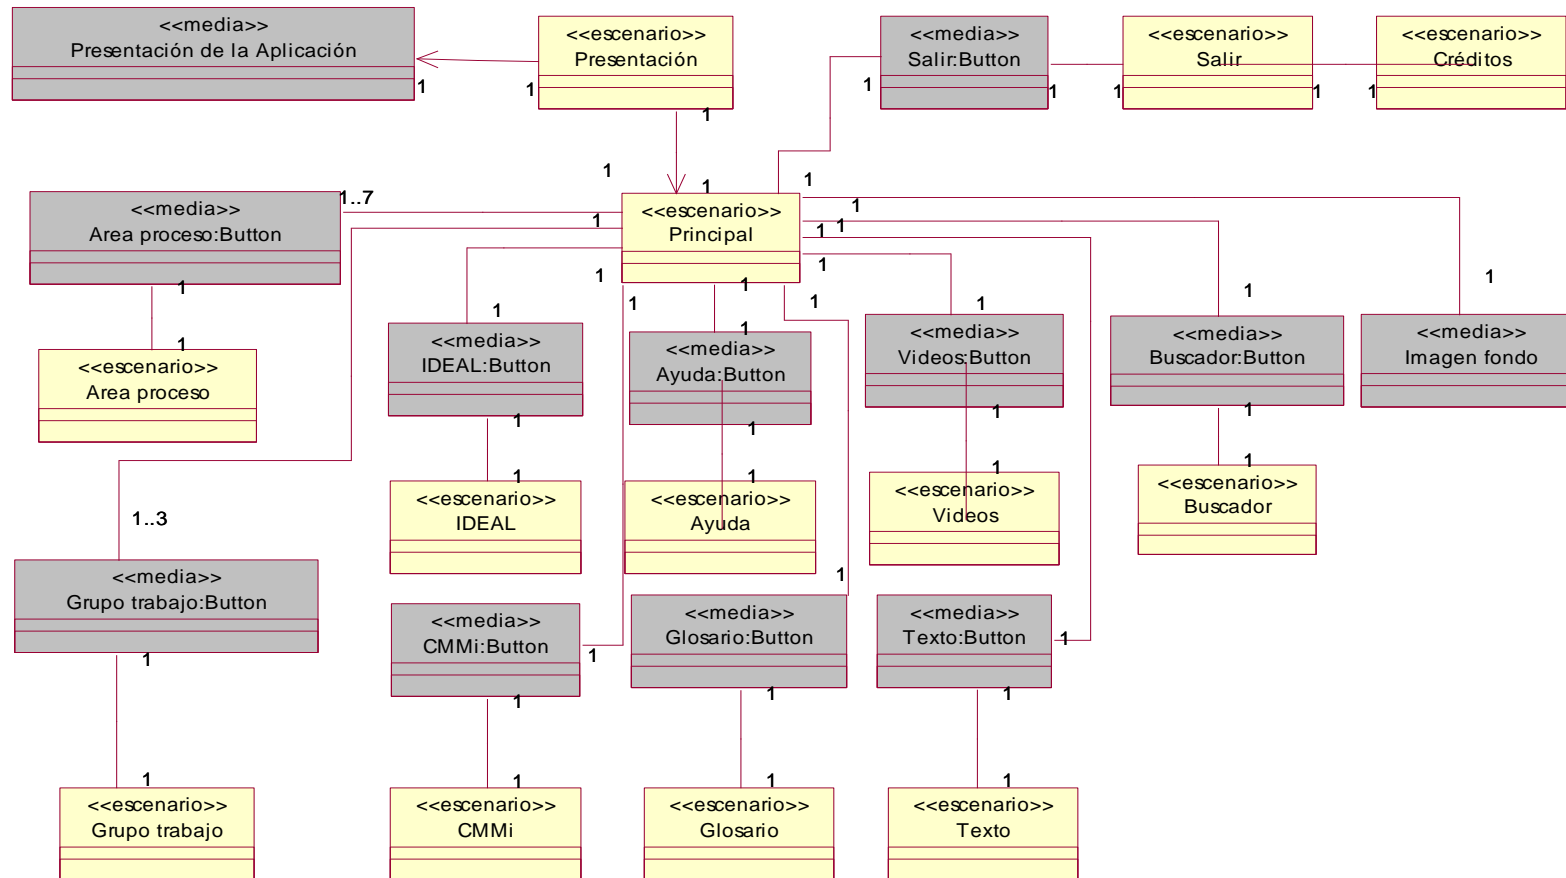 <<media>>
Presentación de la Aplicación
1
<<escenario>>
Presentación
1
1
<<media>>
Salir:Button
1
1
<<escenario>>
Salir
1
1
<<escenario>>
Créditos
1
1
1
<<escenario>>
Principal
1
1
1
1
1
1
1
1
1
1
1
1..7
<<media>>
Area proceso:Button
1
1
<<escenario>>
Area proceso
1..3
<<media>>
Grupo trabajo:Button
1
1
<<escenario>>
Grupo trabajo
1
<<media>>
IDEAL:Button
1
1
<<escenario>>
IDEAL
1
<<media>>
Ayuda:Button
1
1
<<escenario>>
Ayuda
1
<<media>>
Videos:Button
1
1
<<escenario>>
Videos
1
<<media>>
Buscador:Button
1
1
<<escenario>>
Buscador
1
<<media>>
Imagen fondo
<<media>>
CMMi:Button
1
1
1
<<escenario>>
CMMi
1
<<media>>
Glosario:Button
1
1
<<escenario>>
Glosario
<<media>>
Texto:Button
1
1
1
<<escenario>>
Texto